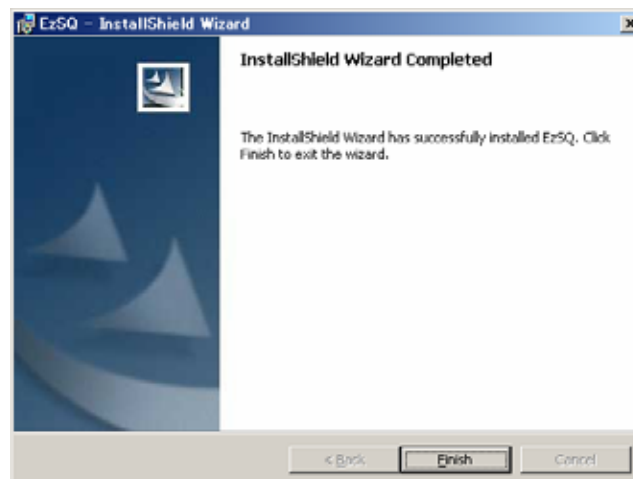 EzSQ - InstallShield Wizard
InstallShield Wizard Completed
The InstallShield Wizard has successfully installed EzSQ. Click
Finish to exit the wizard.
< Back
Finish
Cancel